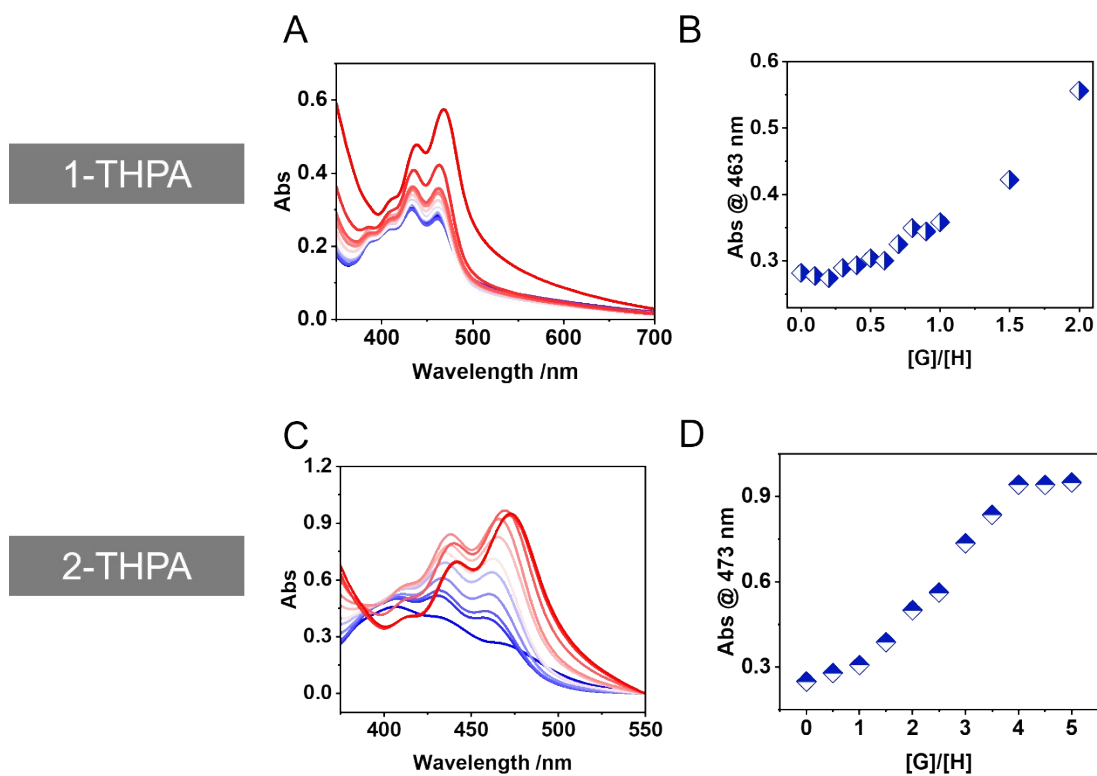 A
B
1-THPA
Abs
0.6
0.4
0.2
0.0
400
500
600
700
Wavelength /nm
Abs @ 463 nm
0.6
0.5
0.4
0.3
0.0
0.5
1.0
1.5
2.0
[G]/[H]
C
D
2-THPA
Abs
1.2
0.9
0.6
0.3
0.0
400
450
500
550
Wavelength /nm
Abs @ 473 nm
0.9
0.6
0.3
0
1
2
3
4
5
[G]/[H]